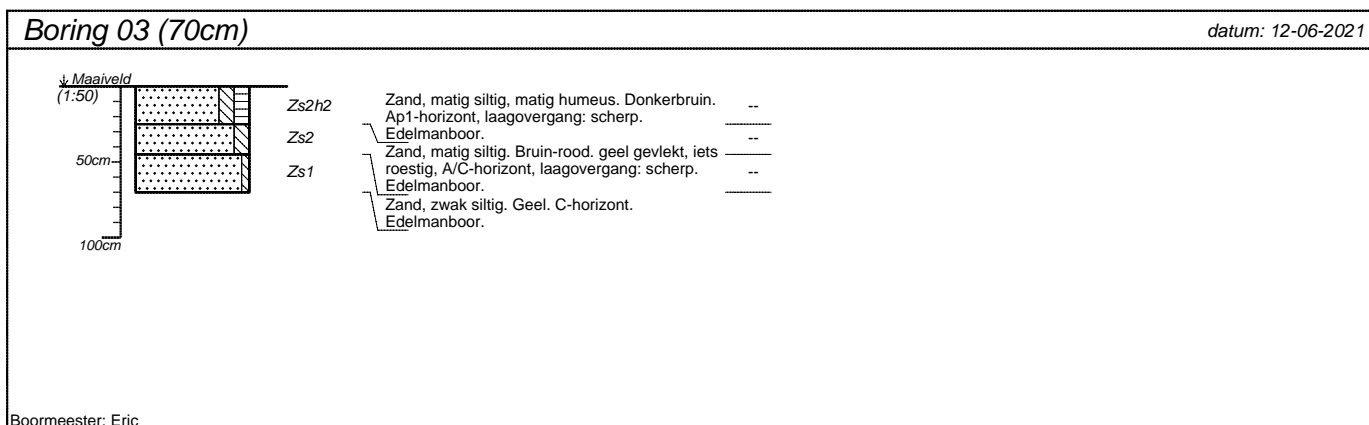 Boring 03 (70cm)
datum: 12-06-2021
Maaiveld
(1:50)
50cm
100cm
Zs2h2
Zs2
Zs1
Zand, matig siltig, matig humeus. Donkerbruin.
Ap1-horizont, laagovergang: scherp.
Edelmanboor.
Zand, matig siltig. Bruin-rood. geel gevlekt, iets
roestig, A/C-horizont, laagovergang: scherp.
Edelmanboor.
Zand, zwak siltig. Geel. C-horizont.
Edelmanboor.
--
--
--
Boormeester: Eric